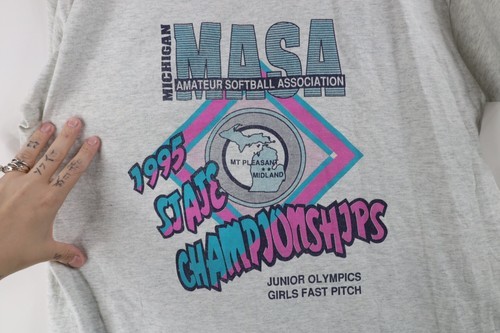 MICHIGAN
MASA
AMATEUR SOFTBALL ASSOCIATION
MT PLEASANT
MIDLAND
1995
STATE
CHAMPIONSHIPS
JUNIOR OLYMPICS
GIRLS FAST PITCH